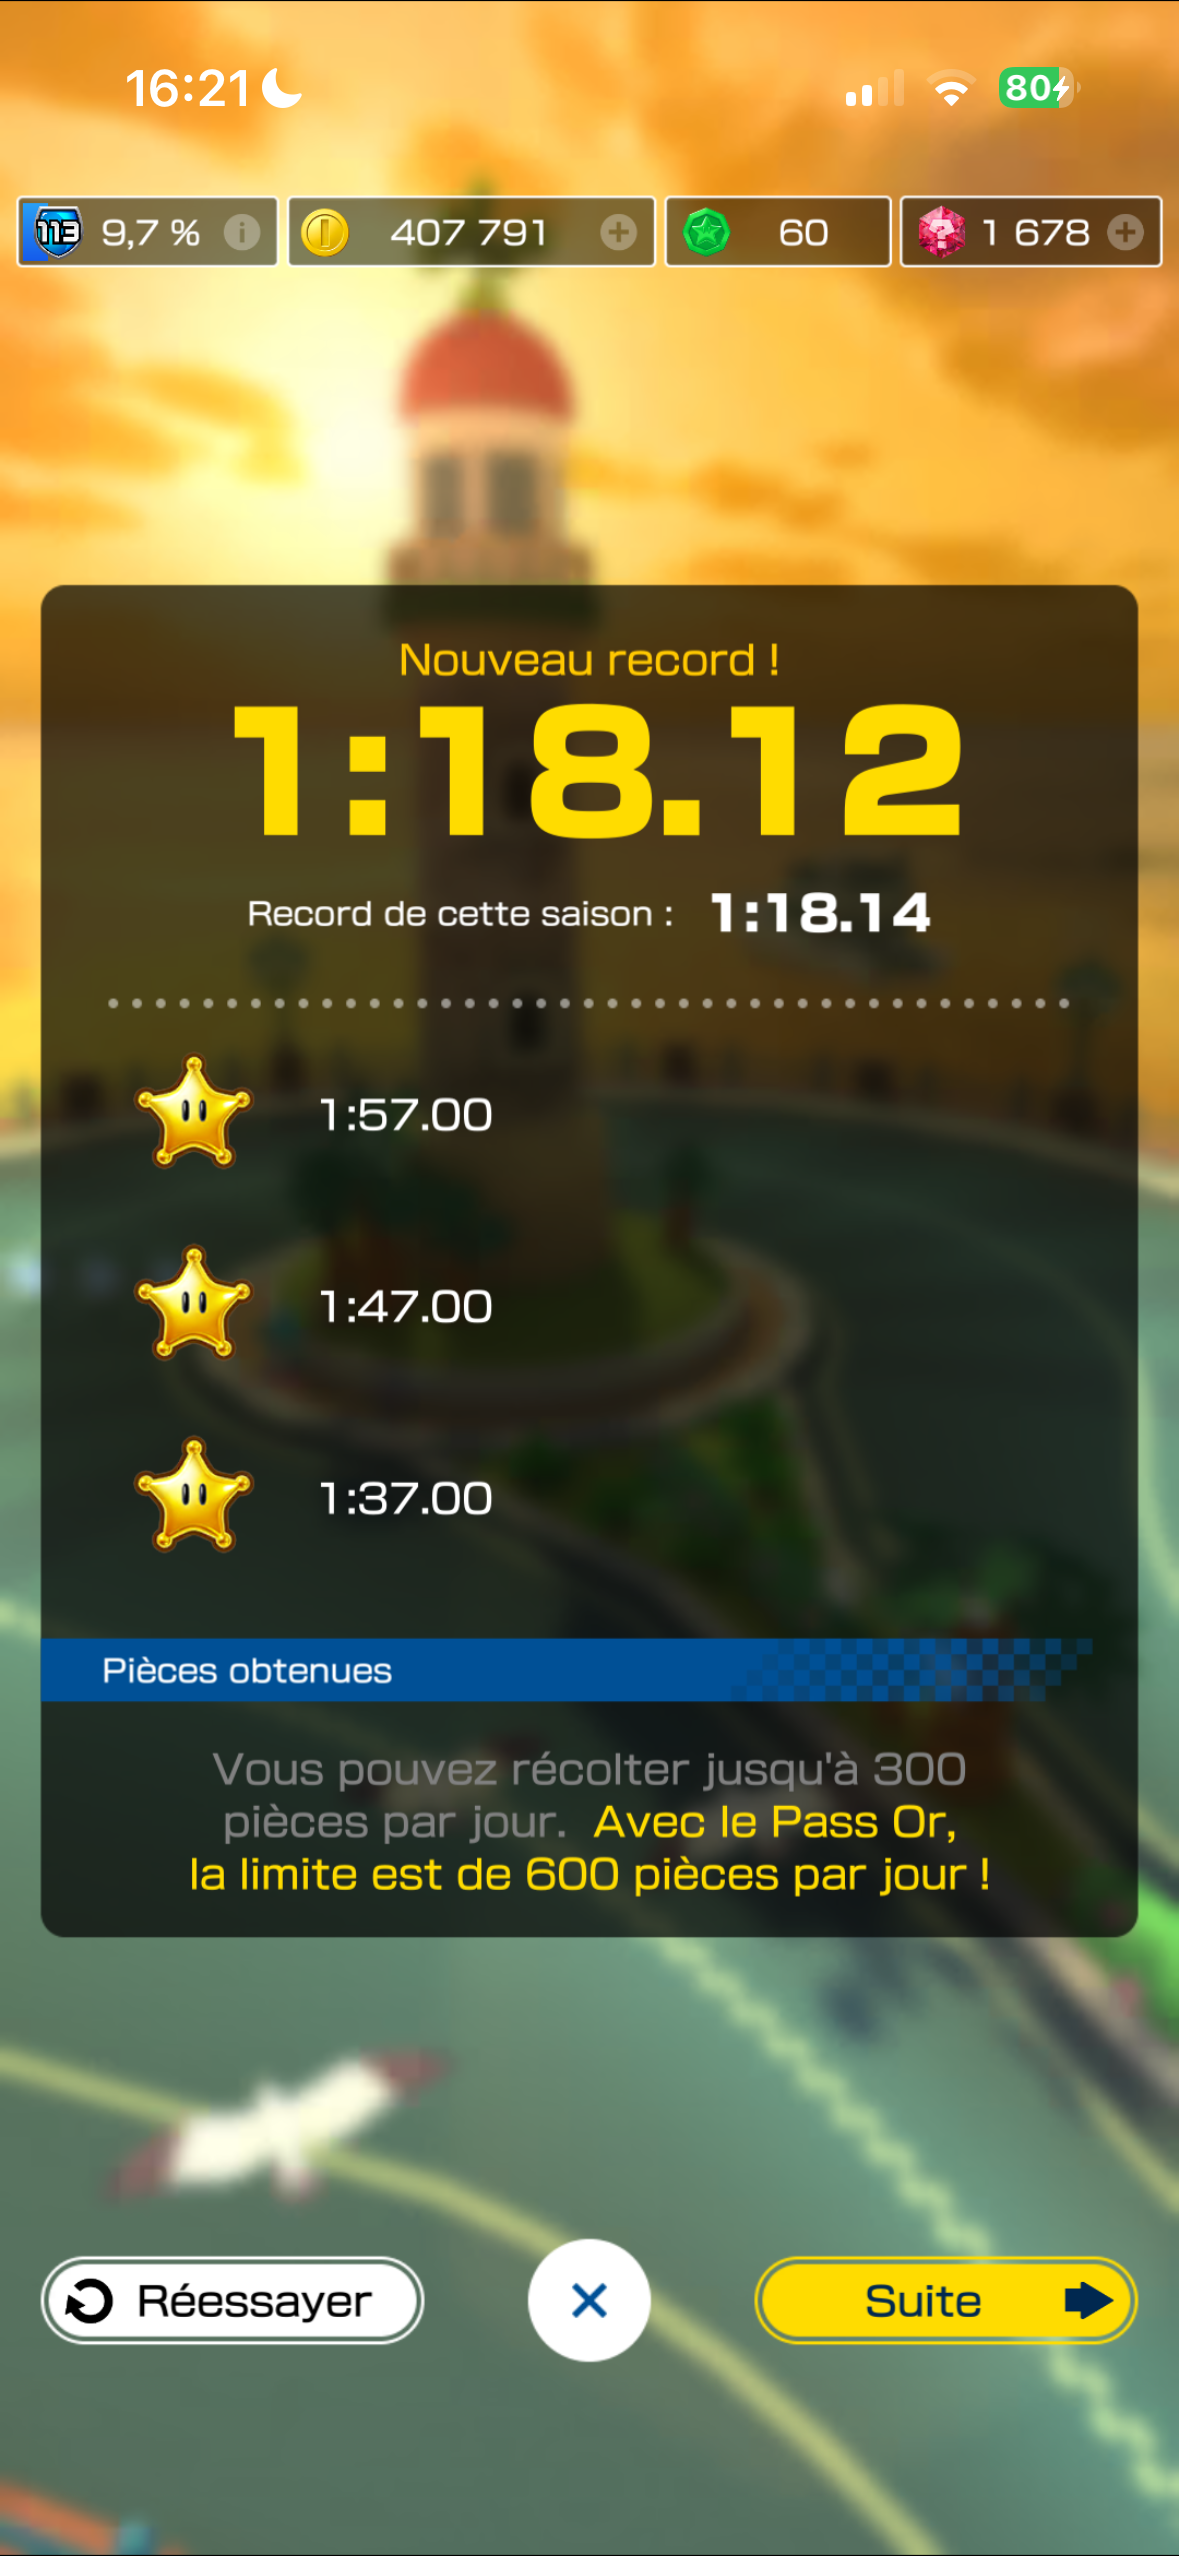 16:21
80
113 9,7 % i 407 791 + 60 ? 1 678 +
Nouveau record !
1:18.12
Record de cette saison : 1:18.14
1:57.00
1:47.00
1:37.00
Pièces obtenues
Vous pouvez récolter jusqu'à 300
pièces par jour. Avec le Pass Or,
la limite est de 600 pièces par jour !
Réessayer
×
Suite